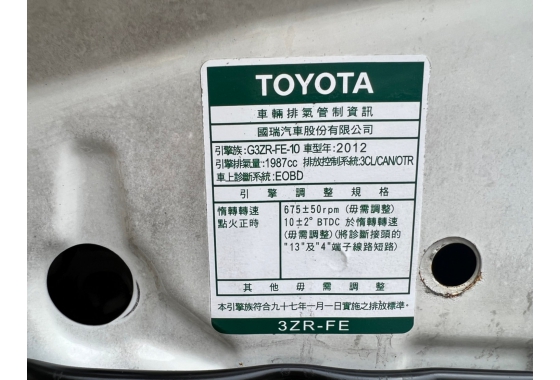 TOYOTA
車輛排氣管制資訊
國瑞汽車股份有限公司
引擎族:G3ZR-FE-10 車型年:2012
引擎排氣量:1987cc 排放控制系統:3CL/CAN/OTR
車上診斷系統:EOBD
引擎調整規格
惰轉轉速 675±50rpm (毋需調整)
點火正時 10±2° BTDC 於惰轉轉速
(毋需調整)(將診斷接頭的
"13"及"4"端子線路短路)
其他毋需調整
本引擎族符合九十七年一月一日實施之排放標準。
3ZR-FE